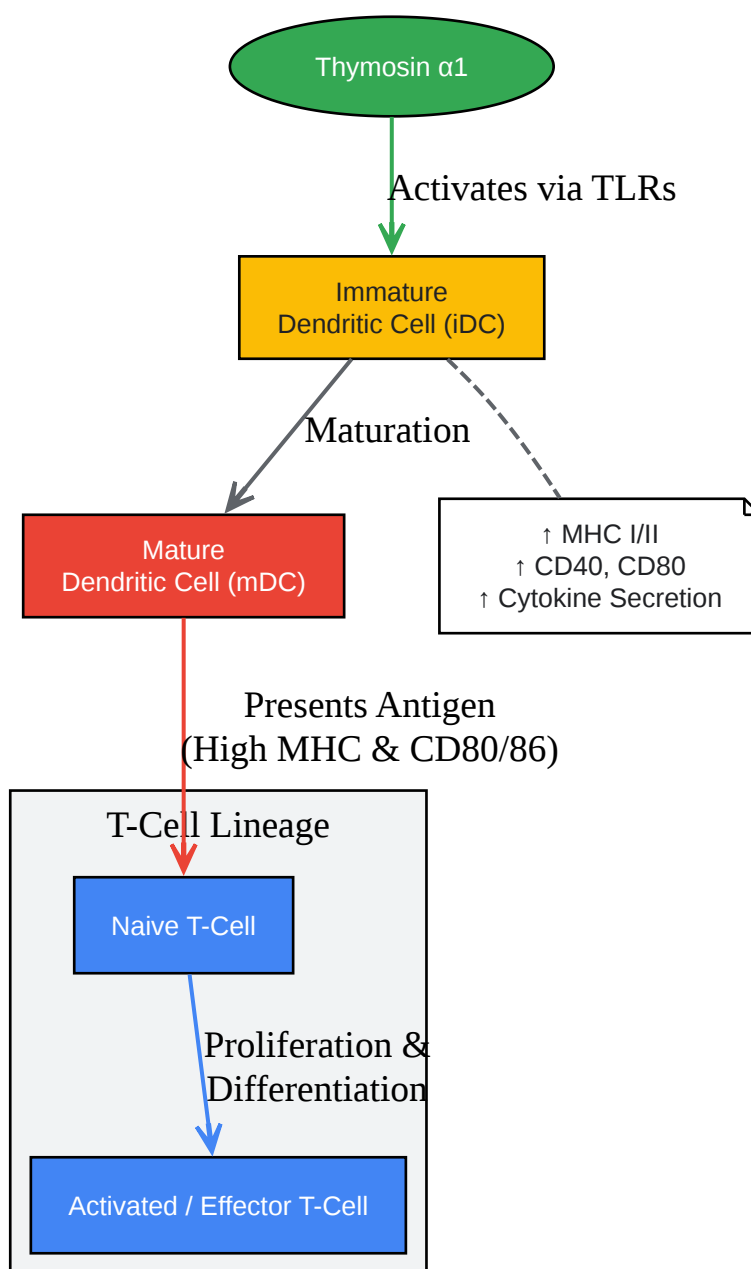 Thymosin α1
Activates via TLRs
Immature
Dendritic Cell (iDC)
Maturation
Mature
Dendritic Cell (mDC)
↑ MHC I/II
↑ CD40, CD80
↑ Cytokine Secretion
Presents Antigen
(High MHC & CD80/86)
T-Cell Lineage
Naive T-Cell
Proliferation &
Differentiation
Activated / Effector T-Cell